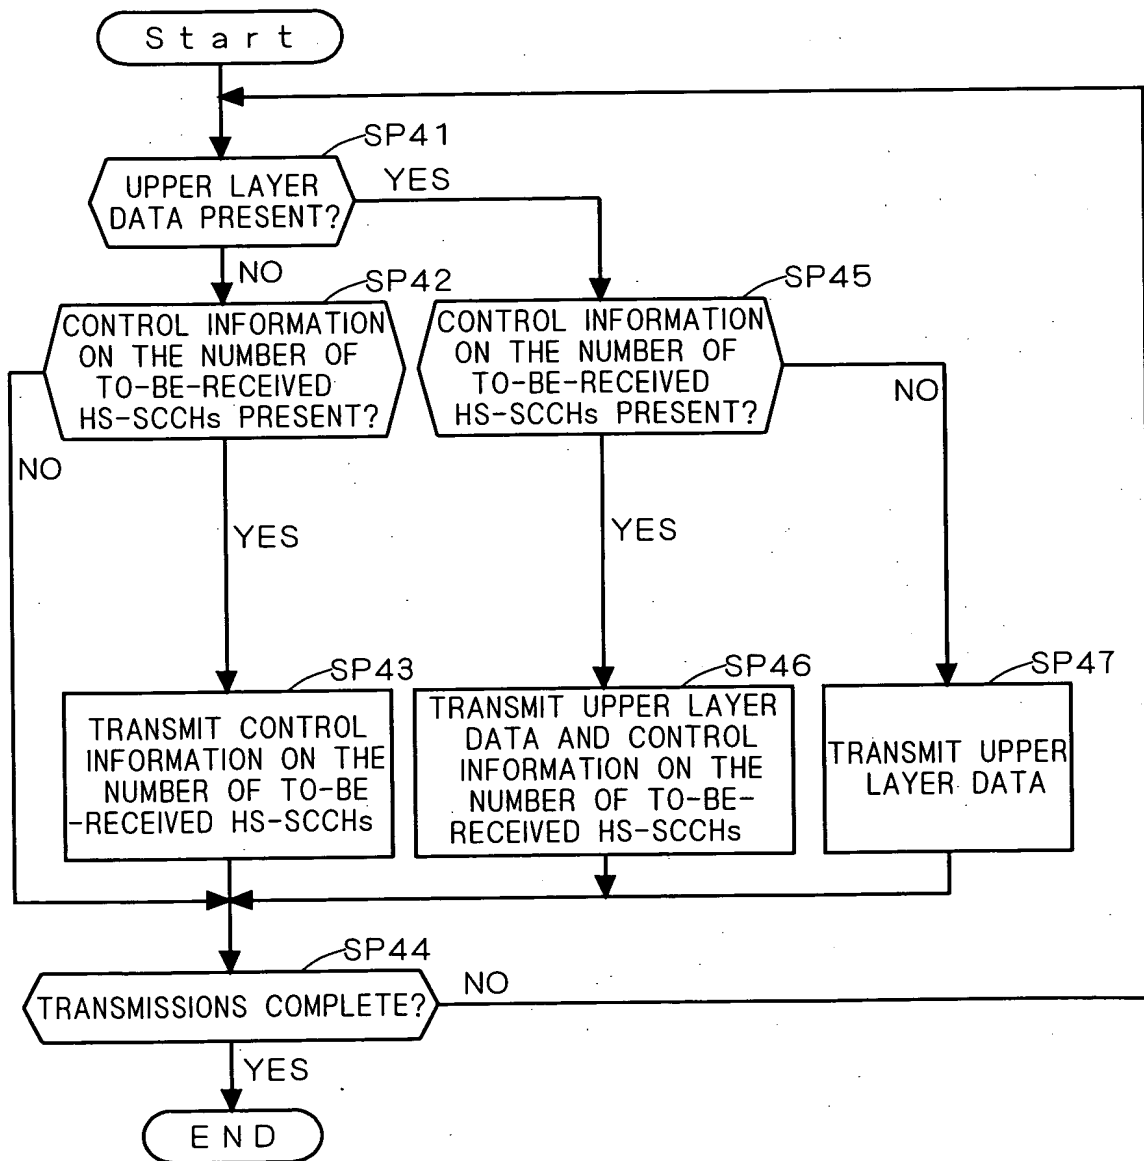 Start
SP41
UPPER LAYER
DATA PRESENT?
YES
NO
SP42
CONTROL INFORMATION
ON THE NUMBER OF
TO-BE-RECEIVED
HS-SCCHs PRESENT?
SP45
CONTROL INFORMATION
ON THE NUMBER OF
TO-BE-RECEIVED
HS-SCCHs PRESENT?
NO
NO
YES
YES
SP43
TRANSMIT CONTROL
INFORMATION ON THE
NUMBER OF TO-BE
-RECEIVED HS-SCCHs
SP46
TRANSMIT UPPER LAYER
DATA AND CONTROL
INFORMATION ON THE
NUMBER OF TO-BE-
RECEIVED HS-SCCHs
SP47
TRANSMIT UPPER
LAYER DATA
SP44
TRANSMISSIONS COMPLETE?
NO
YES
END